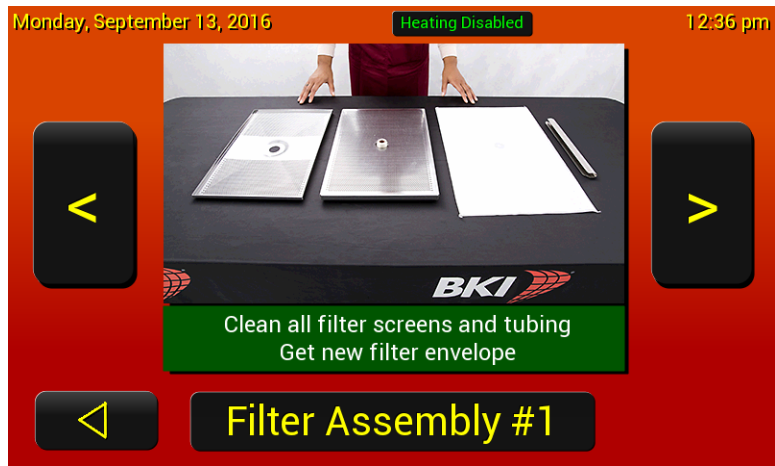 Monday, September 13, 2016
Heating Disabled
12:36 pm
<
>
BKI
Clean all filter screens and tubing
Get new filter envelope
Filter Assembly #1